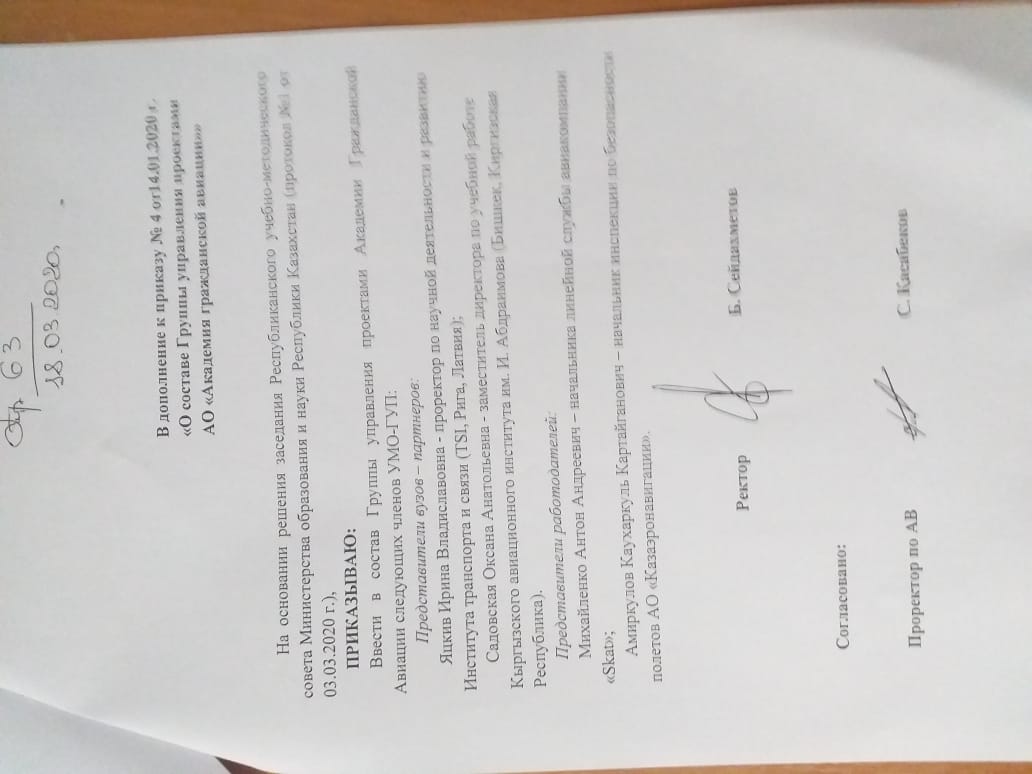 63
18.03.2020г.
В дополнение к приказу № 4 от14.01.2020 г.
«О составе Группы управления проектами
АО «Академия гражданской авиации»»
На основании решения заседания Республиканского учебно-методического
совета Министерства образования и науки Республики Казахстан (протокол №1 от
03.03.2020 г.),
ПРИКАЗЫВАЮ:
Ввести в состав Группы управления проектами Академии Гражданской
Авиации следующих членов УМО-ГУП:
Представители вузов – партнеров:
Яцкив Ирина Владиславовна - проректор по научной деятельности и развитию
Института транспорта и связи (TSI, Рига, Латвия);
Садовская Оксана Анатольевна - заместитель директора по учебной работе
Кыргызского авиационного института им. И. Абдраимова (Бишкек, Киргизская
Республика).
Представители работодателей:
Михайленко Антон Андреевич – начальника линейной службы авиакомпании
«Skat»;
Амиркулов Каухаркуль Картайганович – начальник инспекции по безопасности
полетов АО «Казаэронавигации».
Ректор Б. Сейдахметов
Согласовано:
Проректор по АВ С. Касабеков